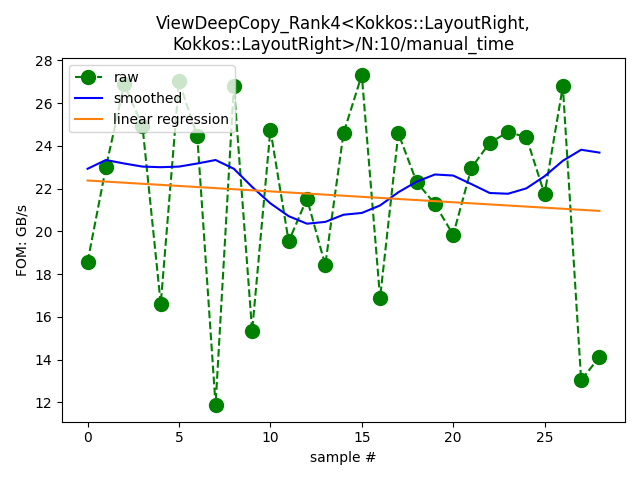 ViewDeepCopy_Rank4<Kokkos::LayoutRight,
Kokkos::LayoutRight>/N:10/manual_time
raw
smoothed
linear regression
FOM: GB/s
28
26
24
22
20
18
16
14
12
0
5
10
15
20
25
sample #